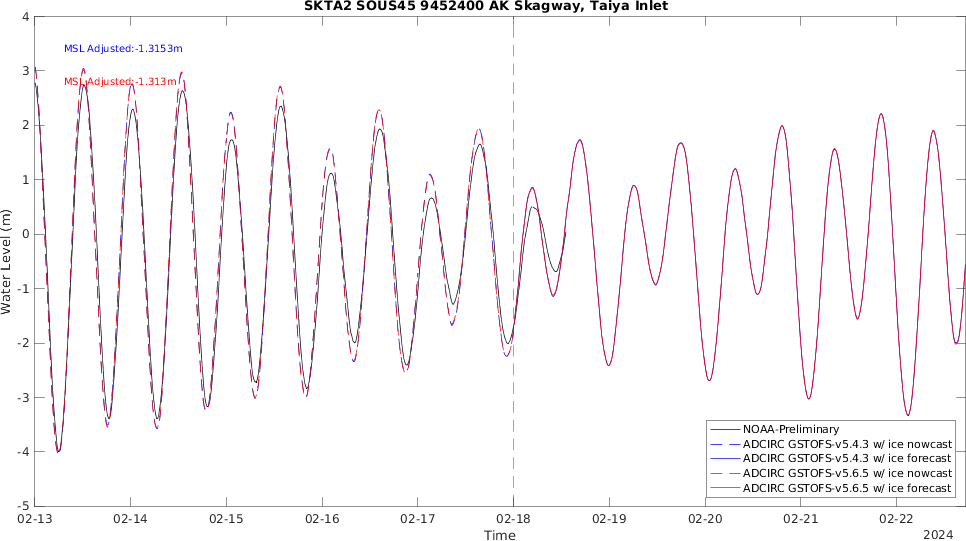 SKTA2 SOUS45 9452400 AK Skagway, Taiya Inlet
MSL Adjusted:-1.3153m
MSL Adjusted:-1.313m
Water Level (m)
4
3
2
1
0
-1
-2
-3
-4
-5
NOAA-Preliminary
ADCIRC GSTOFS-v5.4.3 w/ ice nowcast
ADCIRC GSTOFS-v5.4.3 w/ ice forecast
ADCIRC GSTOFS-v5.6.5 w/ ice nowcast
ADCIRC GSTOFS-v5.6.5 w/ ice forecast
02-13 02-14 02-15 02-16 02-17 02-18 02-19 02-20 02-21 02-22
Time
2024